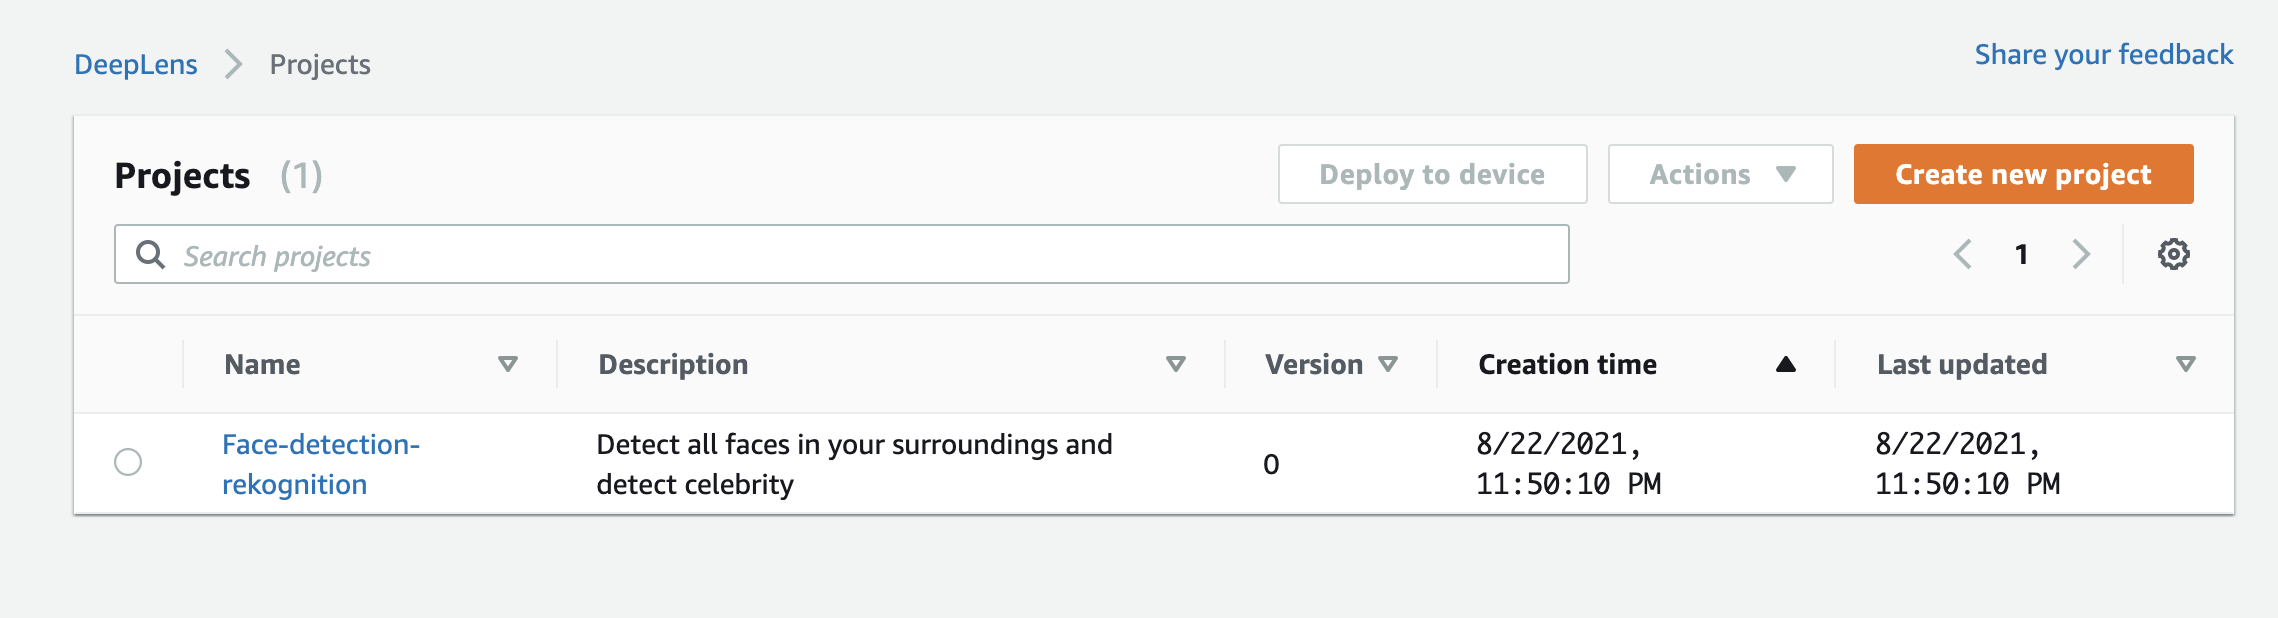 DeepLens Projects
Share your feedback
Projects (1)
Deploy to device
Actions
Create new project
Search projects
1
Name Description Version Creation time Last updated
Face-detection- Detect all faces in your surroundings and 0 8/22/2021, 8/22/2021,
rekognition detect celebrity 11:50:10 PM 11:50:10 PM